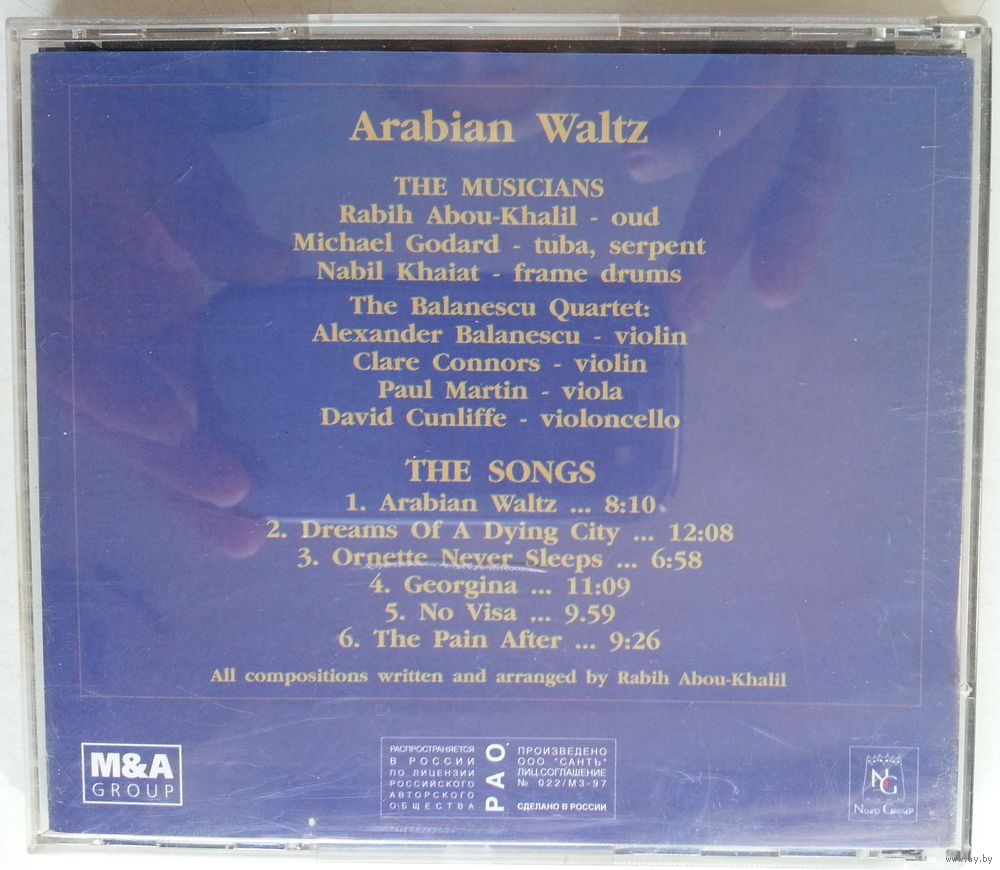 Arabian Waltz
THE MUSICIANS
Rabih Abou-Khalil - oud
Michael Godard - tuba, serpent
Nabil Khaiat - frame drums
The Balanescu Quartet:
Alexander Balanescu - violin
Clare Connors - violin
Paul Martin - viola
David Cunliffe - violoncello
THE SONGS
1. Arabian Waltz ... 8:10
2. Dreams Of A Dying City ... 12:08
3. Ornette Never Sleeps ... 6:58
4. Georgina ... 11:09
5. No Visa ... 9.59
6. The Pain After ... 9:26
All compositions written and arranged by Rabih Abou-Khalil
M&A
GROUP
РАСПРОСТРАНЯЕТСЯ
В РОССИИ
ПО ЛИЦЕНЗИИ
РОССИЙСКОГО
АВТОРСКОГО
ОБЩЕСТВА
РАО
ПРОИЗВЕДЕНО
ООО "САНТЪ"
ЛИЦ.СОГЛАШЕНИЕ
№ 022/МЗ-97
СДЕЛАНО В РОССИИ
NG
NORD GROUP
www.ay.by